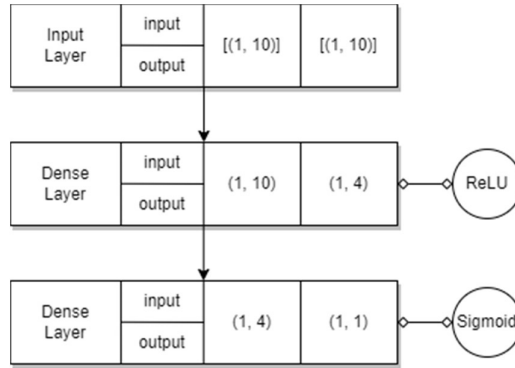 Input
Layer
input
output
[(1, 10)]
[(1, 10)]
Dense
Layer
input
output
(1, 10)
(1, 4)
ReLU
Dense
Layer
input
output
(1, 4)
(1, 1)
Sigmoid